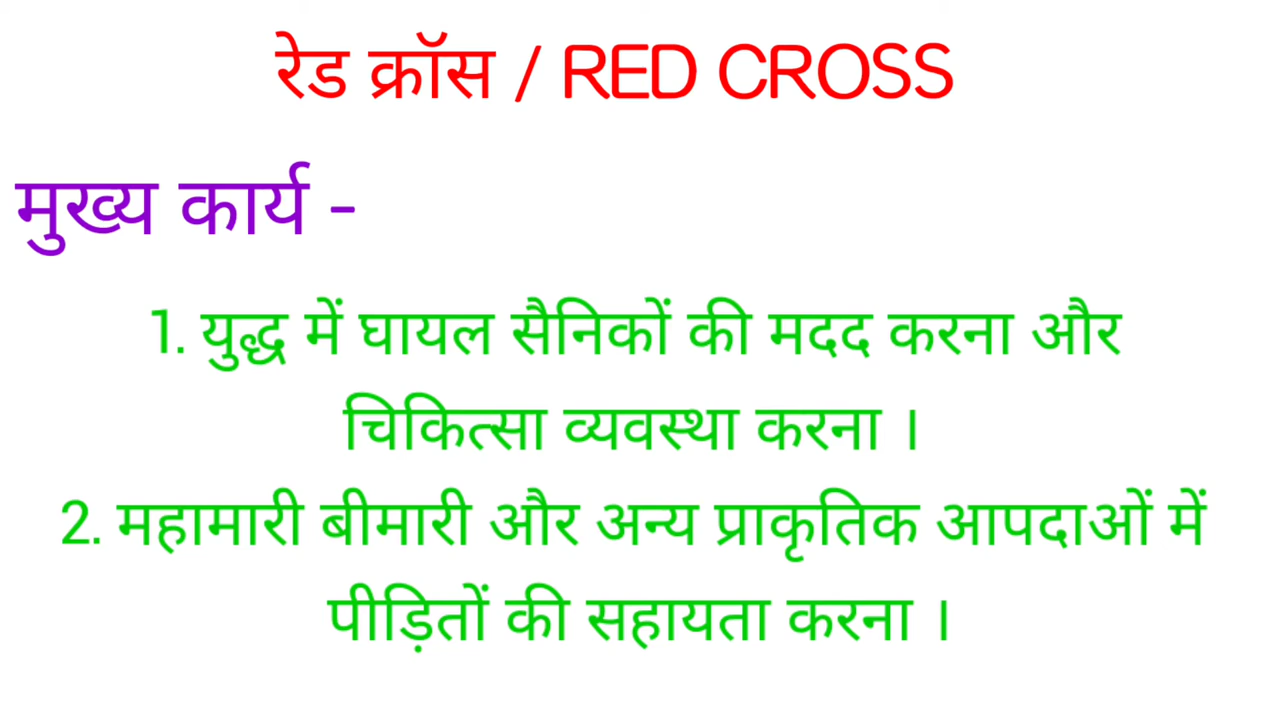 रेड क्रॉस / RED CROSS
मुख्य कार्य -
1. युद्ध में घायल सैनिकों की मदद करना और
चिकित्सा व्यवस्था करना ।
2. महामारी बीमारी और अन्य प्राकृतिक आपदाओं में
पीड़ितों की सहायता करना ।